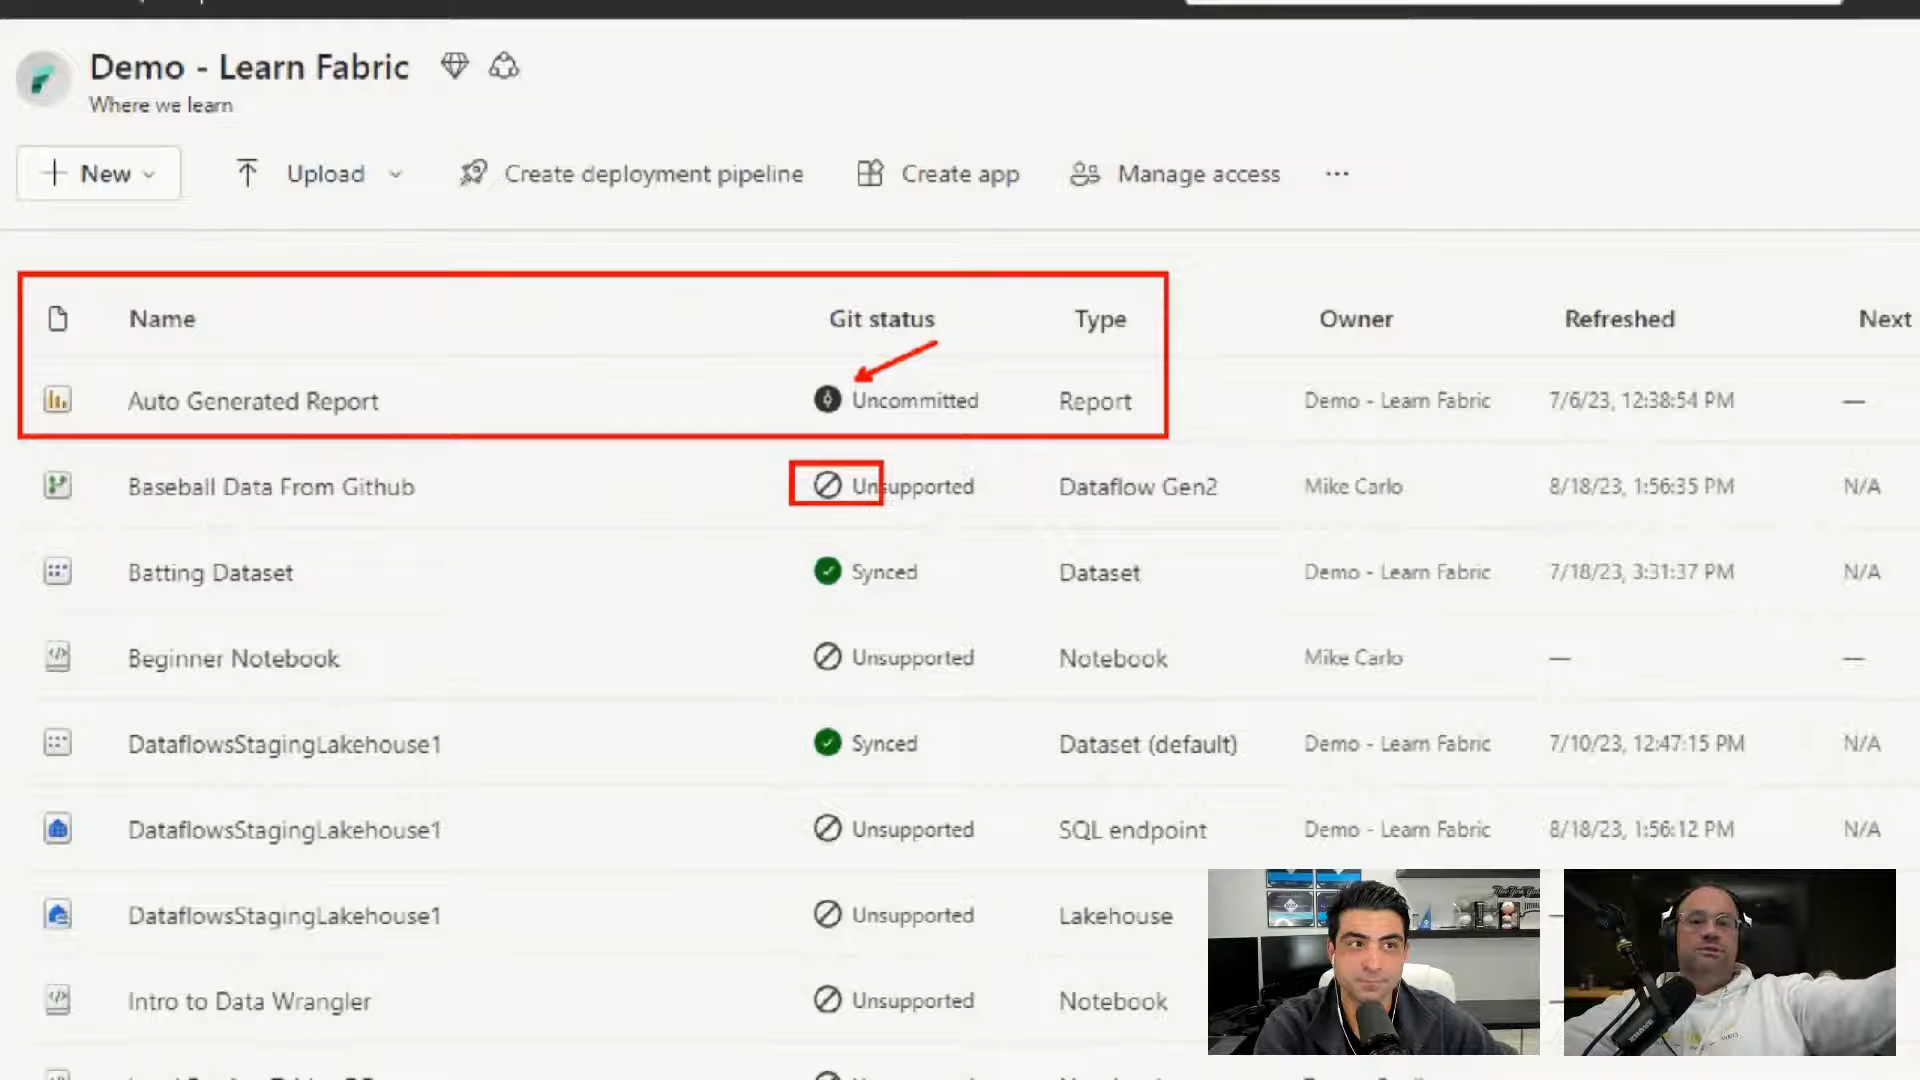 Demo - Learn Fabric
Where we learn
New
Upload
Create deployment pipeline
Create app
Manage access
...
Name Git status Type Owner Refreshed Next
Auto Generated Report Uncommitted Report Demo - Learn Fabric 7/6/23, 12:38:54 PM —
Baseball Data From Github Unsupported Dataflow Gen2 Mike Carlo 8/18/23, 1:56:35 PM N/A
Batting Dataset Synced Dataset Demo - Learn Fabric 7/18/23, 3:31:37 PM N/A
Beginner Notebook Unsupported Notebook Mike Carlo — —
DataflowsStagingLakehouse1 Synced Dataset (default) Demo - Learn Fabric 7/10/23, 12:47:15 PM N/A
DataflowsStagingLakehouse1 Unsupported SQL endpoint Demo - Learn Fabric 8/18/23, 1:56:12 PM N/A
DataflowsStagingLakehouse1 Unsupported Lakehouse
Intro to Data Wrangler Unsupported Notebook